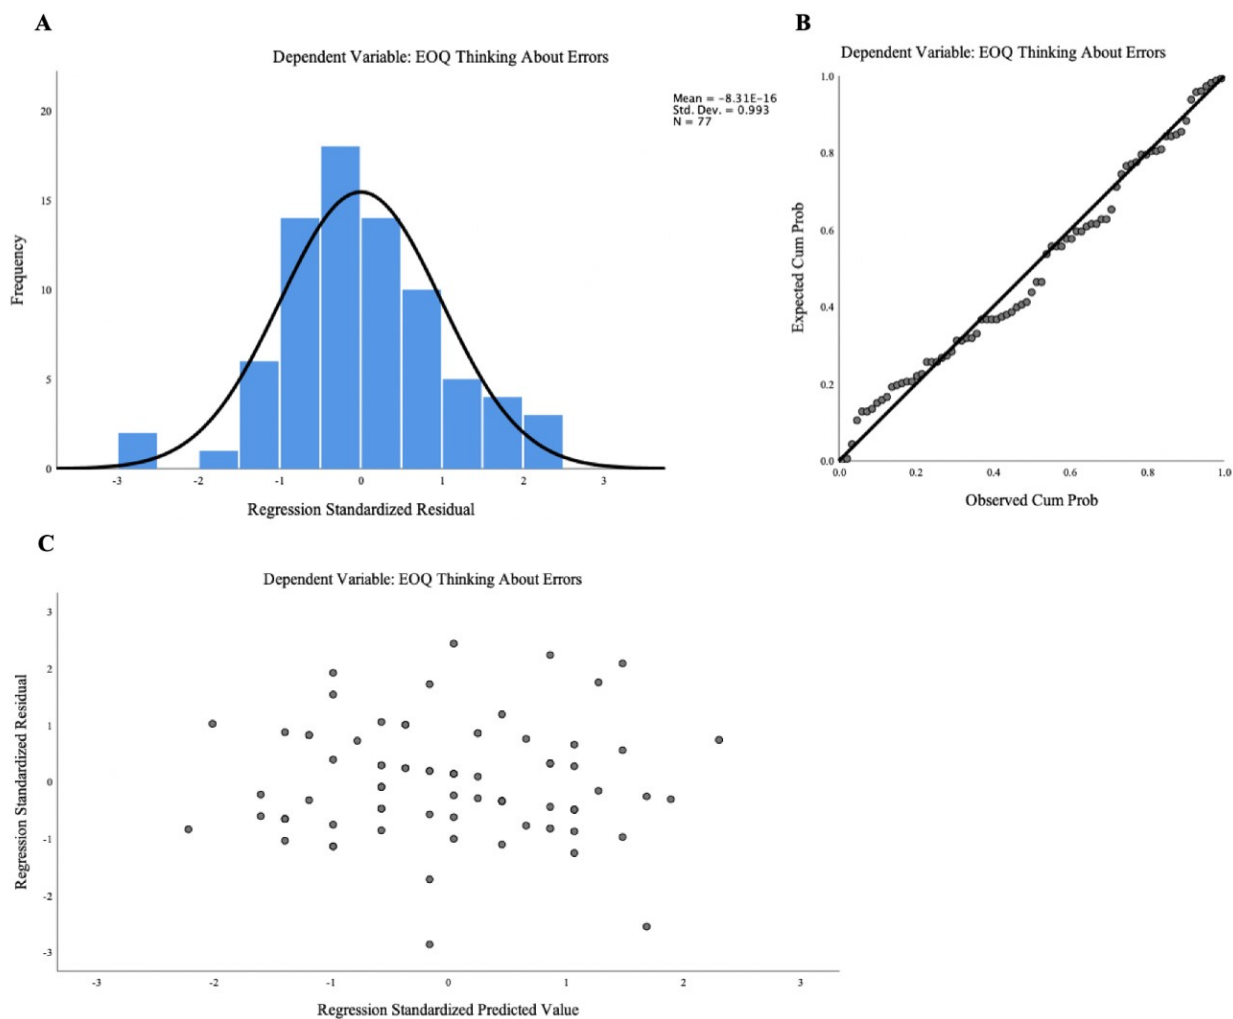 A
Dependent Variable: EOQ Thinking About Errors
Mean = -8.31E-16
Std. Dev. = 0.993
N = 77
20
15
10
5
0
Frequency
-3 -2 -1 0 1 2 3
Regression Standardized Residual
B
Dependent Variable: EOQ Thinking About Errors
1.0
0.8
0.6
0.4
0.2
0.0
Expected Cum Prob
0.0 0.2 0.4 0.6 0.8 1.0
Observed Cum Prob
C
Dependent Variable: EOQ Thinking About Errors
3
2
1
0
-1
-2
-3
Regression Standardized Residual
-3 -2 -1 0 1 2 3
Regression Standardized Predicted Value